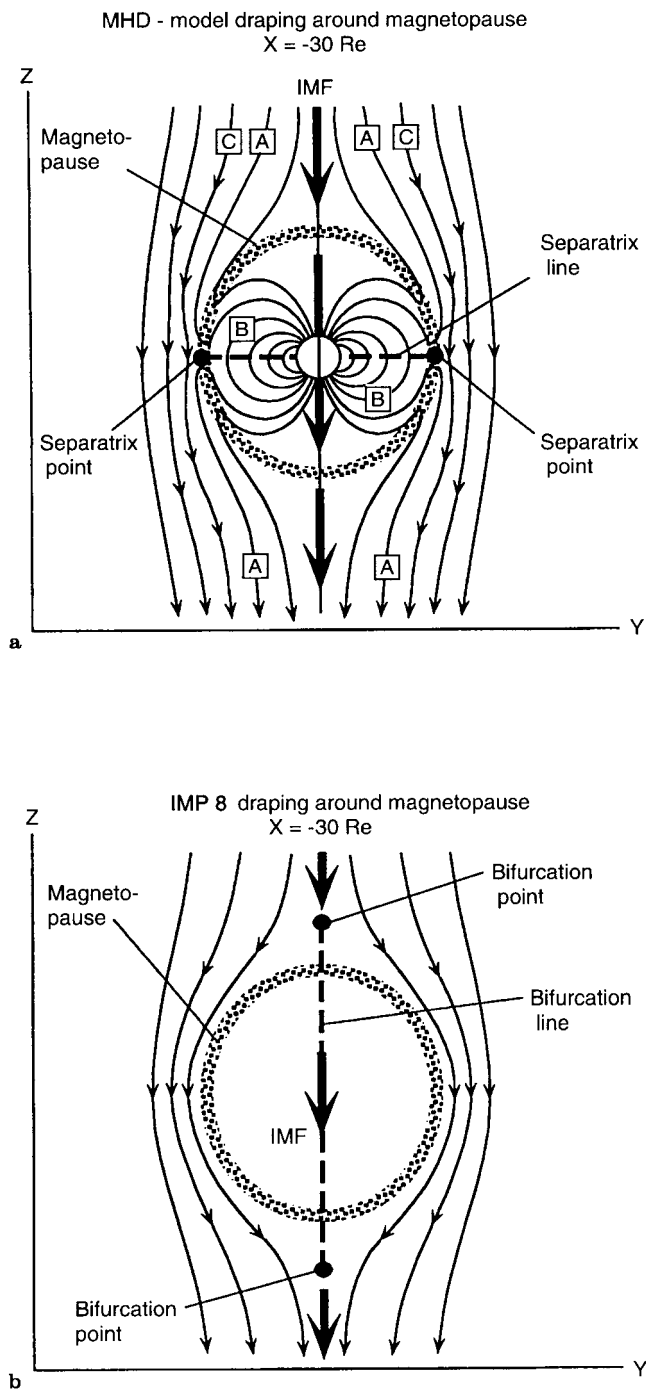 MHD - model draping around magnetopause
X = -30 Re
Z
IMF
C
A
A
C
Magneto-
pause
Separatrix
line
B
B
Separatrix
point
Separatrix
point
A
A
Y
a
IMP 8 draping around magnetopause
X = -30 Re
Z
Bifurcation
point
Magneto-
pause
Bifurcation
line
IMF
Bifurcation
point
Y
b